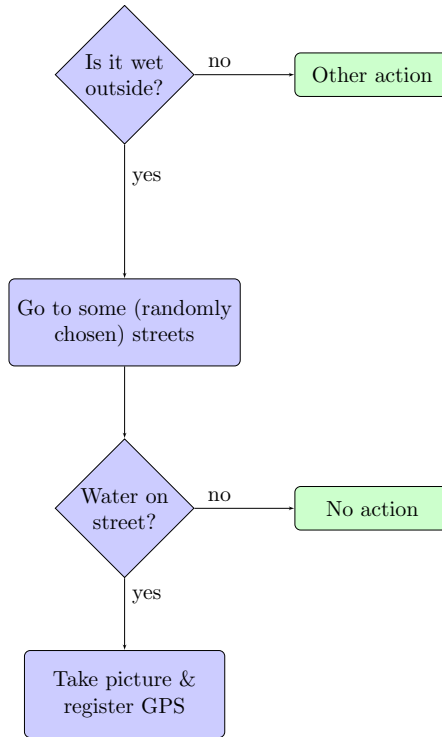 Is it wet
outside?
no
Other action
yes
Go to some (randomly
chosen) streets
Water on
street?
no
No action
yes
Take picture &
register GPS